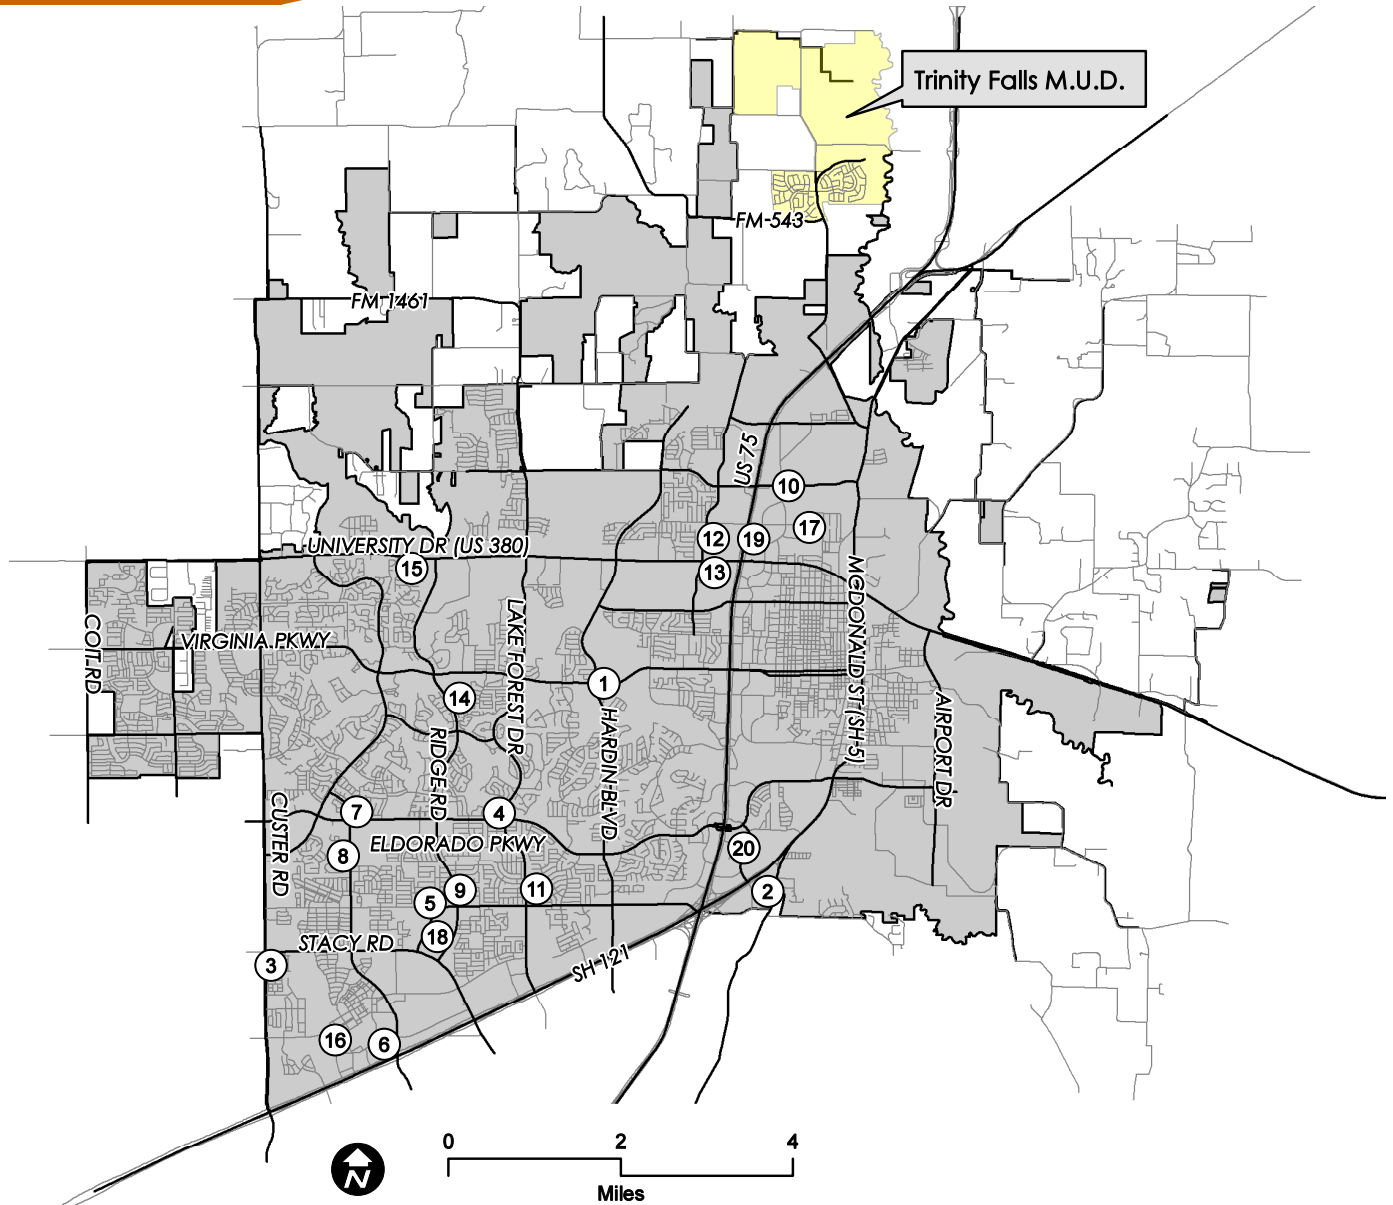 Trinity Falls M.U.D.
FM-543
FM 1461
US 75
10
17
12
19
UNIVERSITY DR (US 380)
15
13
MCDONALD ST (SH-5)
LAKE FOREST DR
COIT RD
VIRGINIA PKWY
1
14
AIRPORT DR
HARDIN BLVD
RIDGE RD
CUSTER RD
7
4
ELDORADO PKWY
8
20
9
11
2
5
18
STACY RD
3
SH 121
16
6
N
0 2 4
Miles